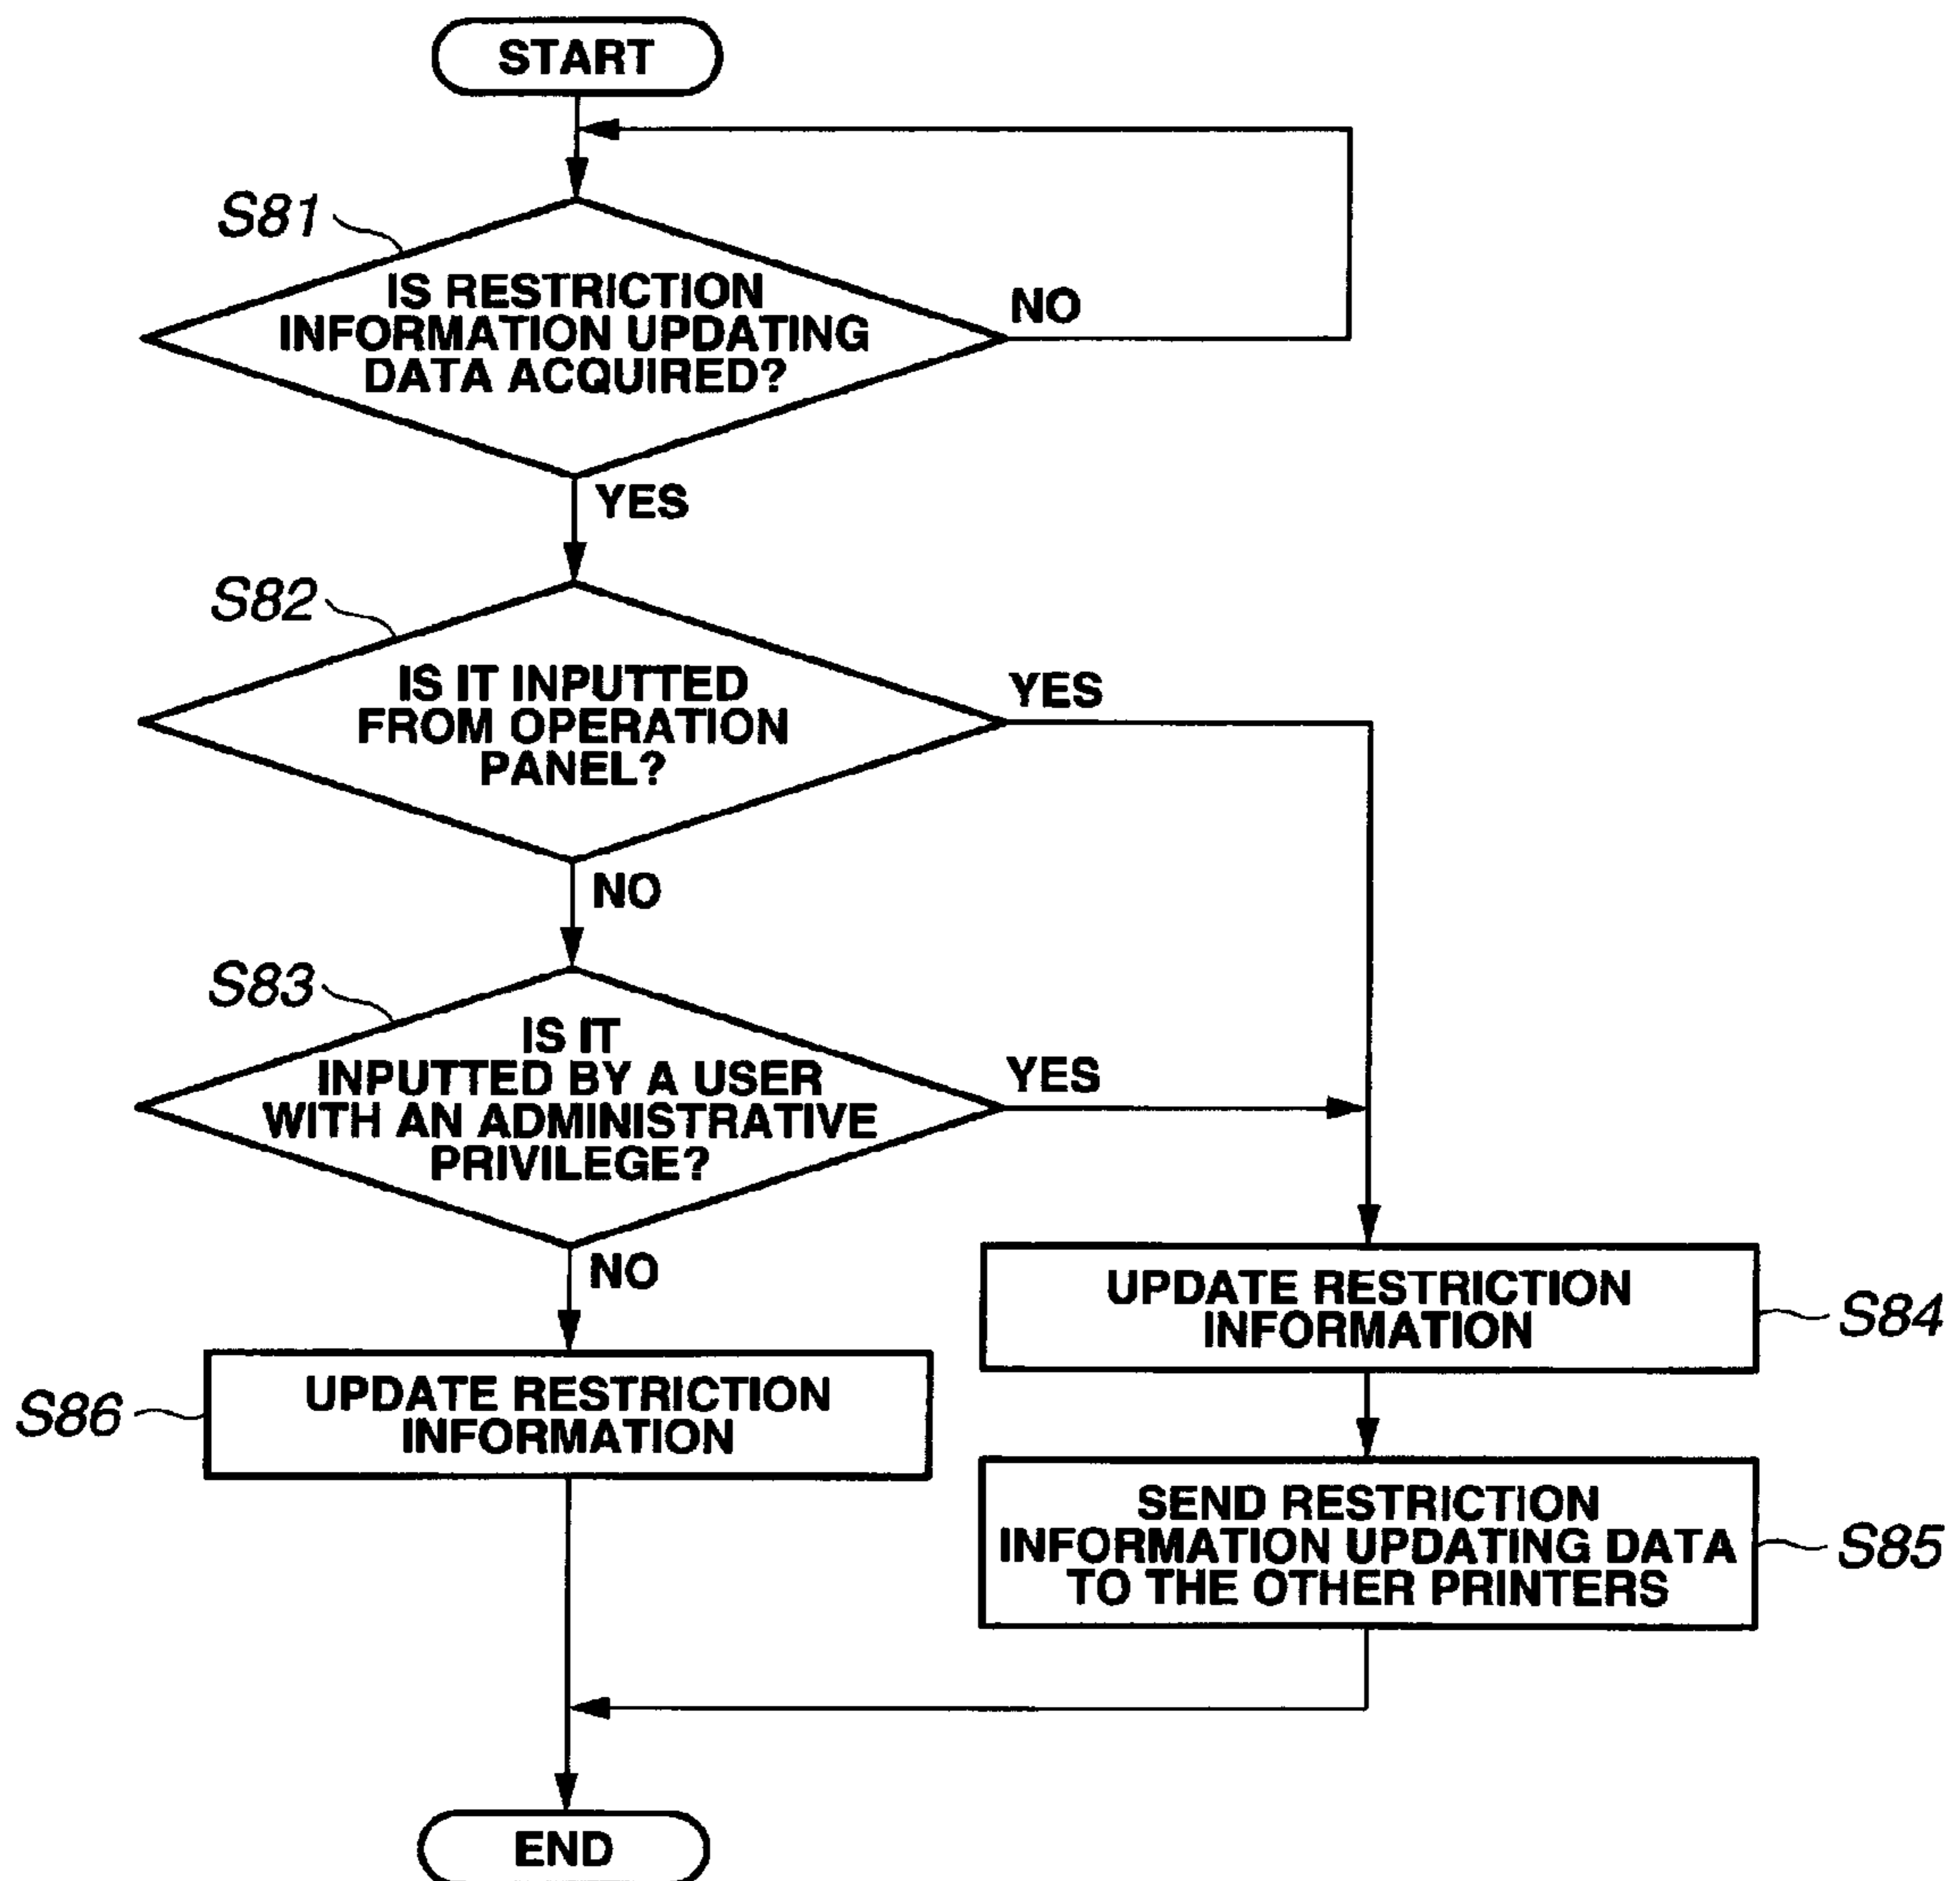 START
S81
IS RESTRICTION
INFORMATION UPDATING
DATA ACQUIRED?
NO
YES
S82
IS IT INPUTTED
FROM OPERATION
PANEL?
YES
NO
S83
IS IT
INPUTTED BY A USER
WITH AN ADMINISTRATIVE
PRIVILEGE?
YES
NO
UPDATE RESTRICTION
INFORMATION
S84
S86
UPDATE RESTRICTION
INFORMATION
SEND RESTRICTION
INFORMATION UPDATING DATA
TO THE OTHER PRINTERS
S85
END